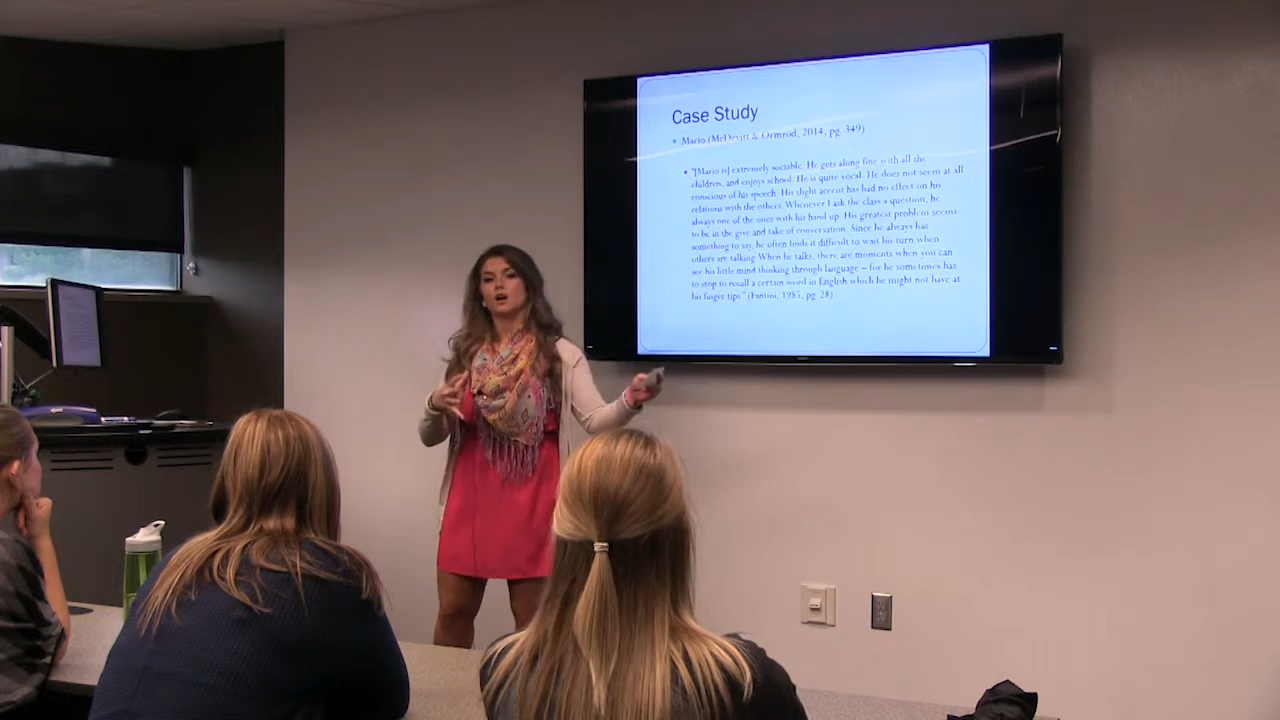 Case Study
Mario (McDevitt & Ormrod, 2014, pg. 349)
"[Mario is] extremely sociable. He gets along fine with all the
children, and enjoys school. He is quite vocal. He does not seem at all
conscious of his speech. His slight accent has had no effect on his
relations with the others. Whenever I ask the class a question, he
always one of the ones with his hand up. His greatest problem seems
to be in the give and take of conversation. Since he always has
something to say, he often finds it difficult to wait his turn when
others are talking. When he talks, there are moments when you can
see his little mind thinking through language – for he sometimes has
to stop to recall a certain word in English which he might not have at
his finger tips." (Fantini, 1985, pg. 28)